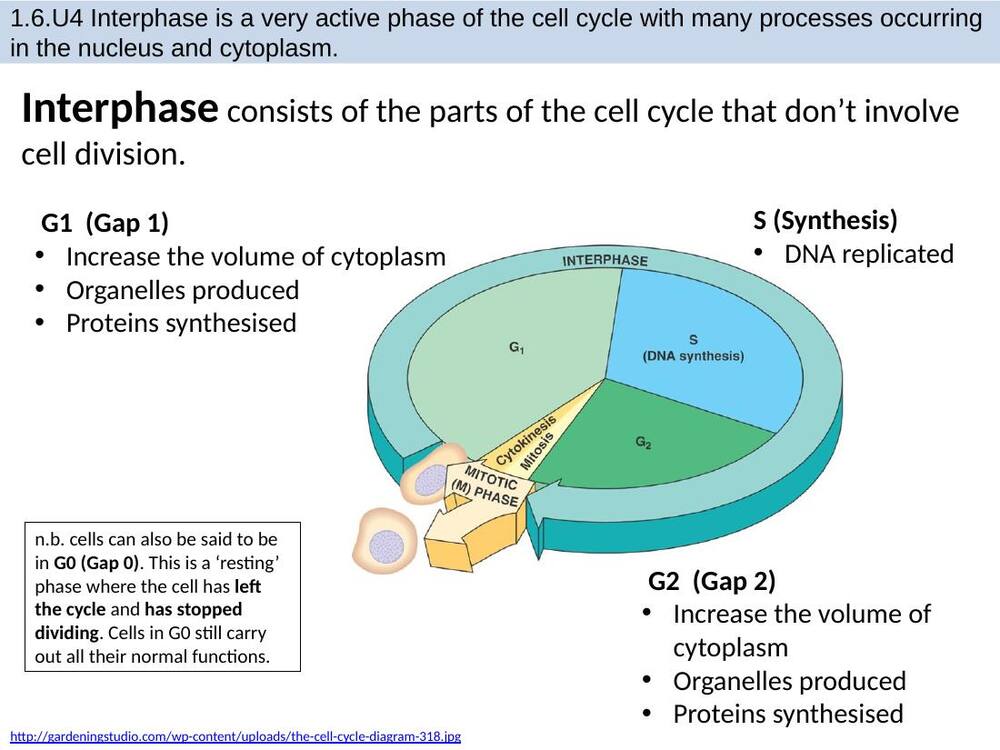 1.6.U4 Interphase is a very active phase of the cell cycle with many processes occurring
in the nucleus and cytoplasm.
Interphase consists of the parts of the cell cycle that don’t involve
cell division.
G1 (Gap 1)
• Increase the volume of cytoplasm
• Organelles produced
• Proteins synthesised
S (Synthesis)
• DNA replicated
INTERPHASE
G₁
S
(DNA synthesis)
G₂
Cytokinesis
Mitosis
MITOTIC
(M) PHASE
n.b. cells can also be said to be
in G0 (Gap 0). This is a ‘resting’
phase where the cell has left
the cycle and has stopped
dividing. Cells in G0 still carry
out all their normal functions.
G2 (Gap 2)
• Increase the volume of
cytoplasm
• Organelles produced
• Proteins synthesised
http://gardeningstudio.com/wp-content/uploads/the-cell-cycle-diagram-318.jpg